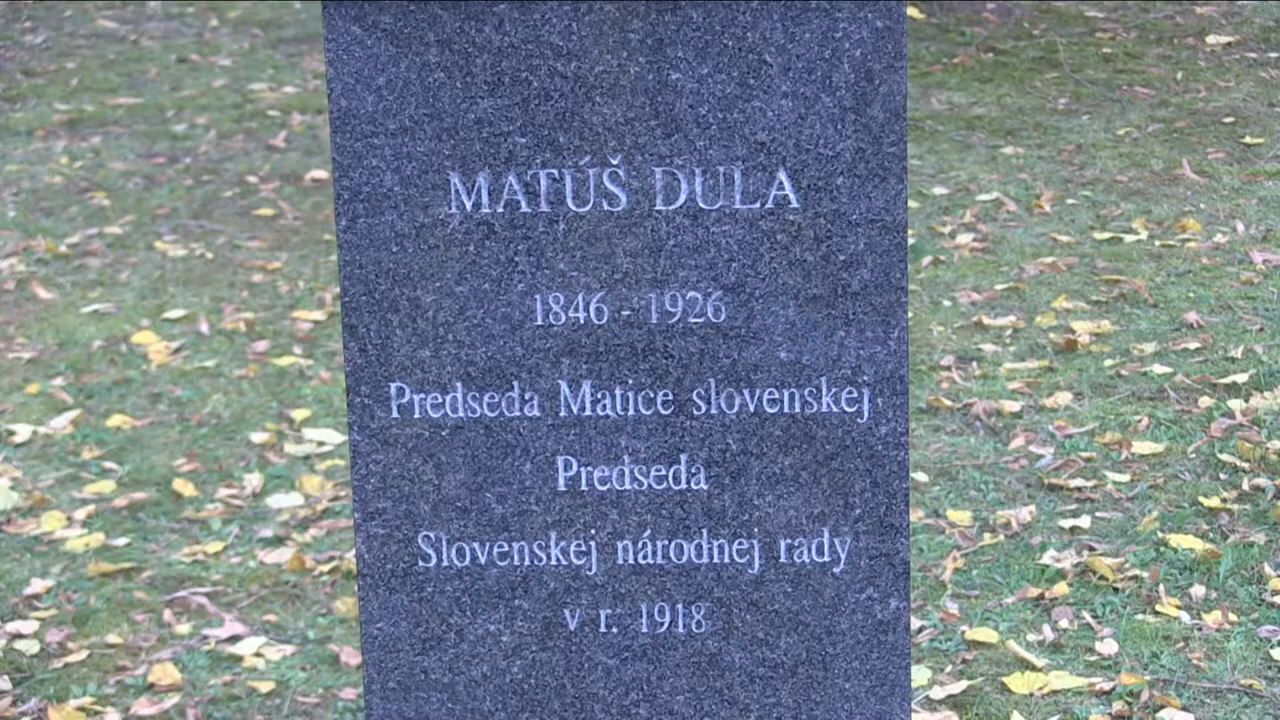 MATÚŠ DULA
1846 - 1926
Predseda Matice slovenskej
Predseda
Slovenskej národnej rady
v r. 1918